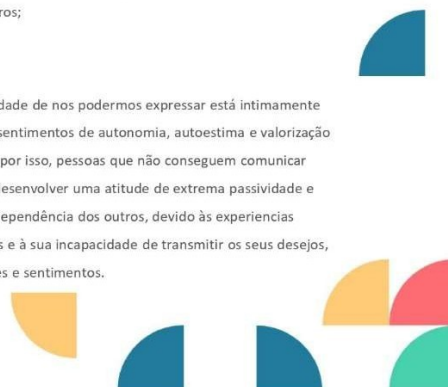 ros;
dade de nos podermos expressar está intimamente
sentimentos de autonomia, autoestima e valorização
por isso, pessoas que não conseguem comunicar
desenvolver uma atitude de extrema passividade e
ependência dos outros, devido às experiencias
s e à sua incapacidade de transmitir os seus desejos,
es e sentimentos.